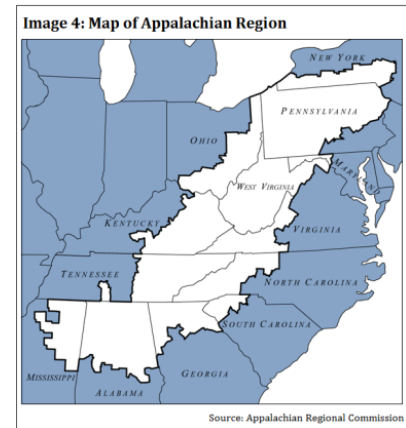 Image 4: Map of Appalachian Region
NEW YORK
PENNSYLVANIA
OHIO
MARYLAND
WEST VIRGINIA
KENTUCKY
VIRGINIA
TENNESSEE
NORTH CAROLINA
SOUTH CAROLINA
MISSISSIPPI
ALABAMA
GEORGIA
Source: Appalachian Regional Commission